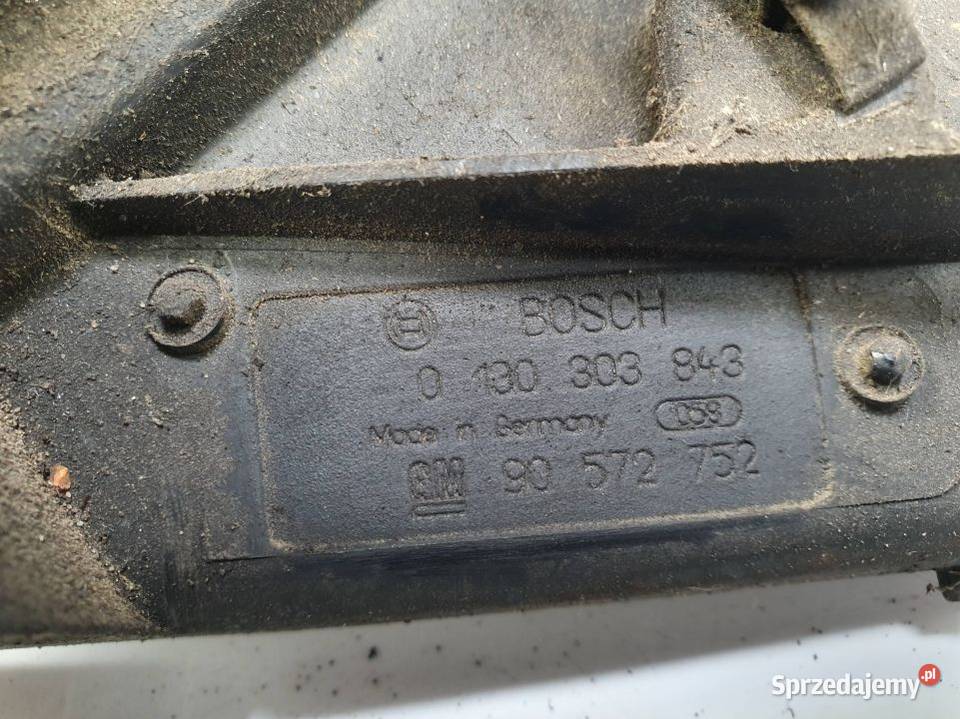 BOSCH
0 130 303 843
Made in Germany 058
GM 90 572 752
Sprzedajemy.pl